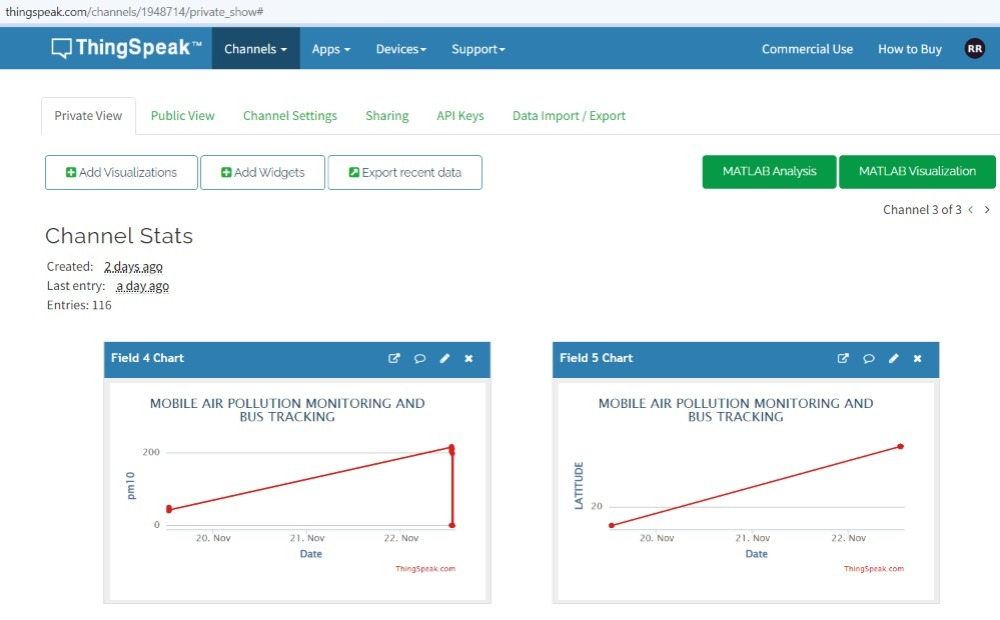 thingspeak.com/channels/1948714/private_show#
ThingSpeak™ Channels Apps Devices Support Commercial Use How to Buy RR
Private View Public View Channel Settings Sharing API Keys Data Import / Export
Add Visualizations Add Widgets Export recent data MATLAB Analysis MATLAB Visualization
Channel 3 of 3 < >
Channel Stats
Created: 2 days ago
Last entry: a day ago
Entries: 116
Field 4 Chart
MOBILE AIR POLLUTION MONITORING AND
BUS TRACKING
200
pm10
0
20. Nov 21. Nov 22. Nov
Date
ThingSpeak.com
Field 5 Chart
MOBILE AIR POLLUTION MONITORING AND
BUS TRACKING
LATITUDE
20
20. Nov 21. Nov 22. Nov
Date
ThingSpeak.com